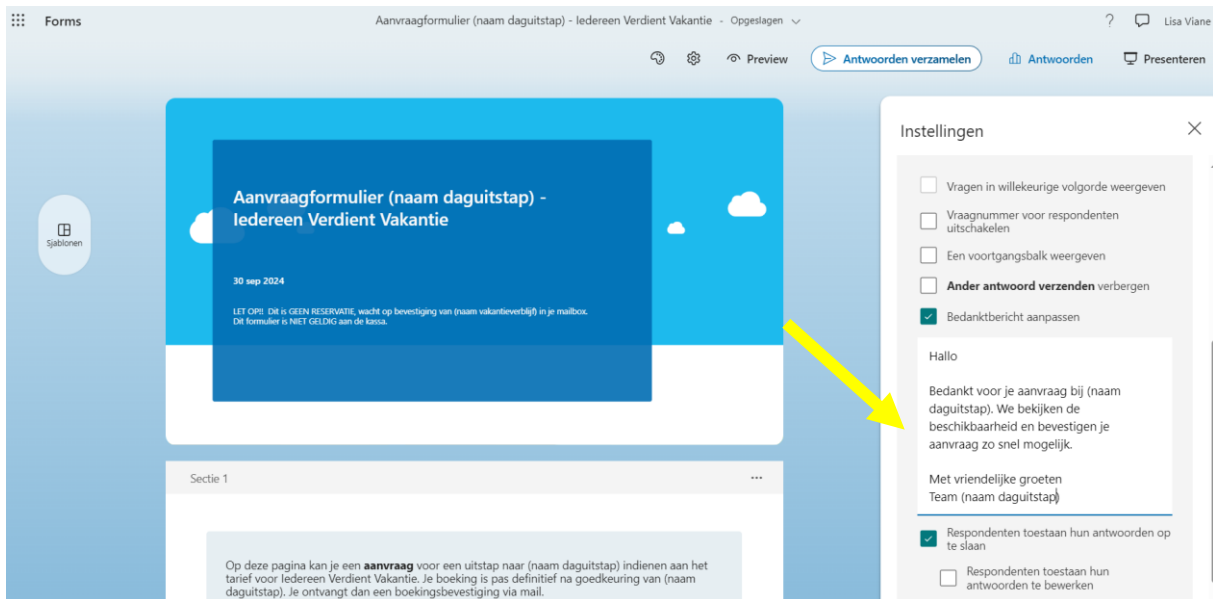 Forms
Aanvraagformulier (naam daguitstap) - Iedereen Verdient Vakantie - Opgeslagen
? Lisa Viane
Preview
Antwoorden verzamelen
Antwoorden
Presenteren
Sjablonen
Aanvraagformulier (naam daguitstap) -
Iedereen Verdient Vakantie
30 sep 2024
LET OP!! Dit is GEEN RESERVATIE, wacht op bevestiging van (naam vakantieverblijf) in je mailbox.
Dit formulier is NIET GELDIG aan de kassa.
Sectie 1
...
Op deze pagina kan je een aanvraag voor een uitstap naar (naam daguitstap) indienen aan het
tarief voor Iedereen Verdient Vakantie. Je boeking is pas definitief na goedkeuring van (naam
daguitstap). Je ontvangt dan een boekingsbevestiging via mail.
Instellingen
Vragen in willekeurige volgorde weergeven
Vraagnummer voor respondenten
uitschakelen
Een voortgangsbalk weergeven
Ander antwoord verzenden verbergen
Bedanktbericht aanpassen
Hallo
Bedankt voor je aanvraag bij (naam
daguitstap). We bekijken de
beschikbaarheid en bevestigen je
aanvraag zo snel mogelijk.
Met vriendelijke groeten
Team (naam daguitstap)
Respondenten toestaan hun antwoorden op
te slaan
Respondenten toestaan hun
antwoorden te bewerken